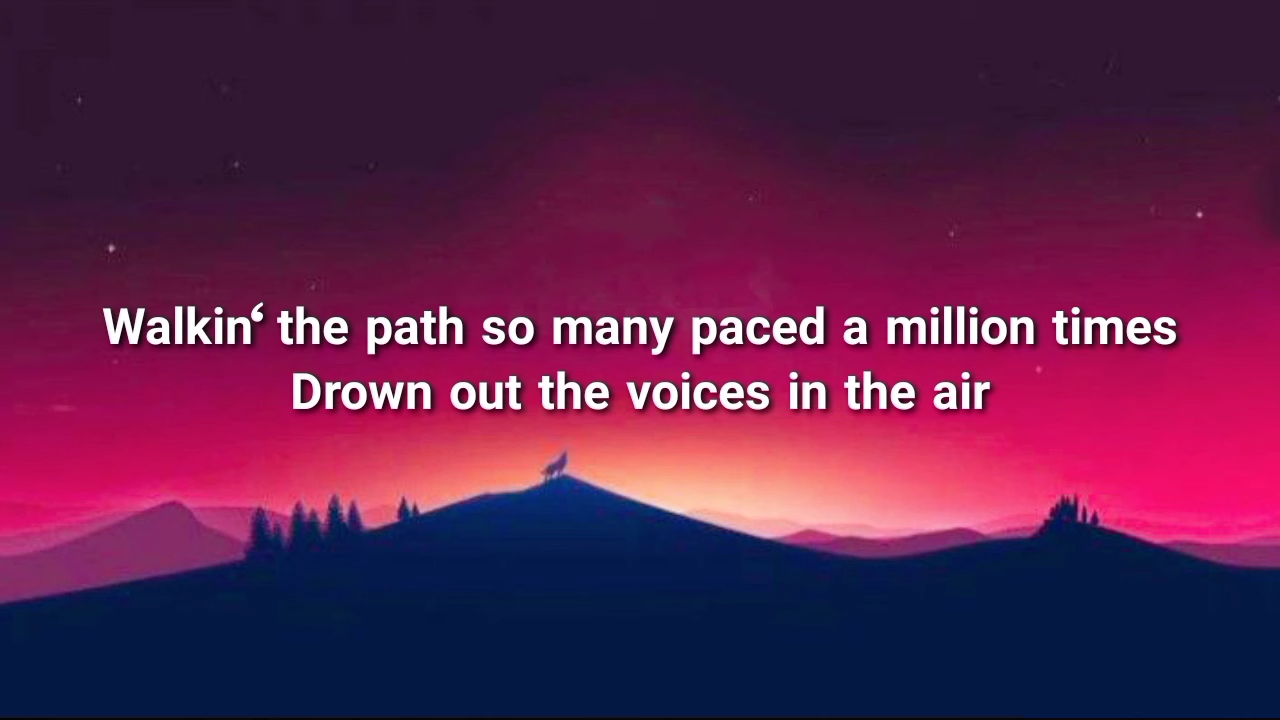 Walkin‘ the path so many paced a million times
Drown out the voices in the air